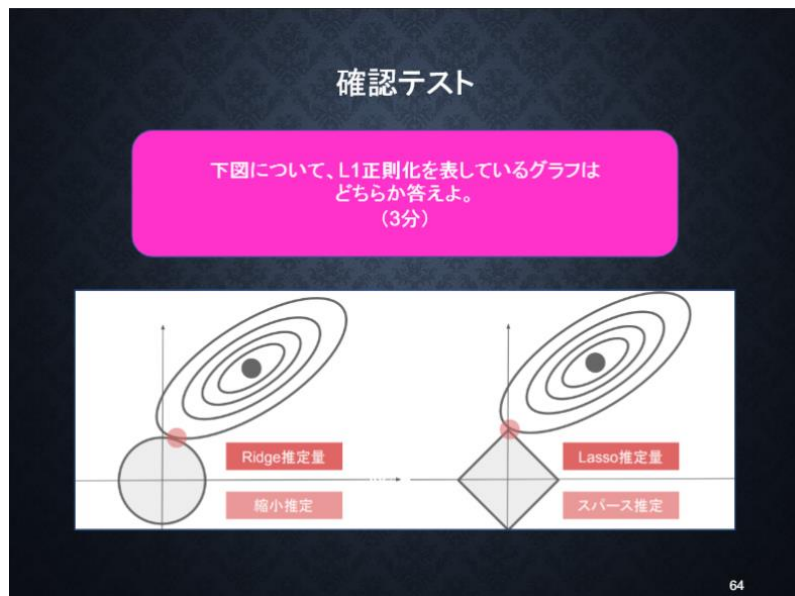 確認テスト
下図について、L1正則化を表しているグラフは
どちらか答えよ。
(3分)
Ridge推定量
縮小推定
Lasso推定量
スパース推定
64